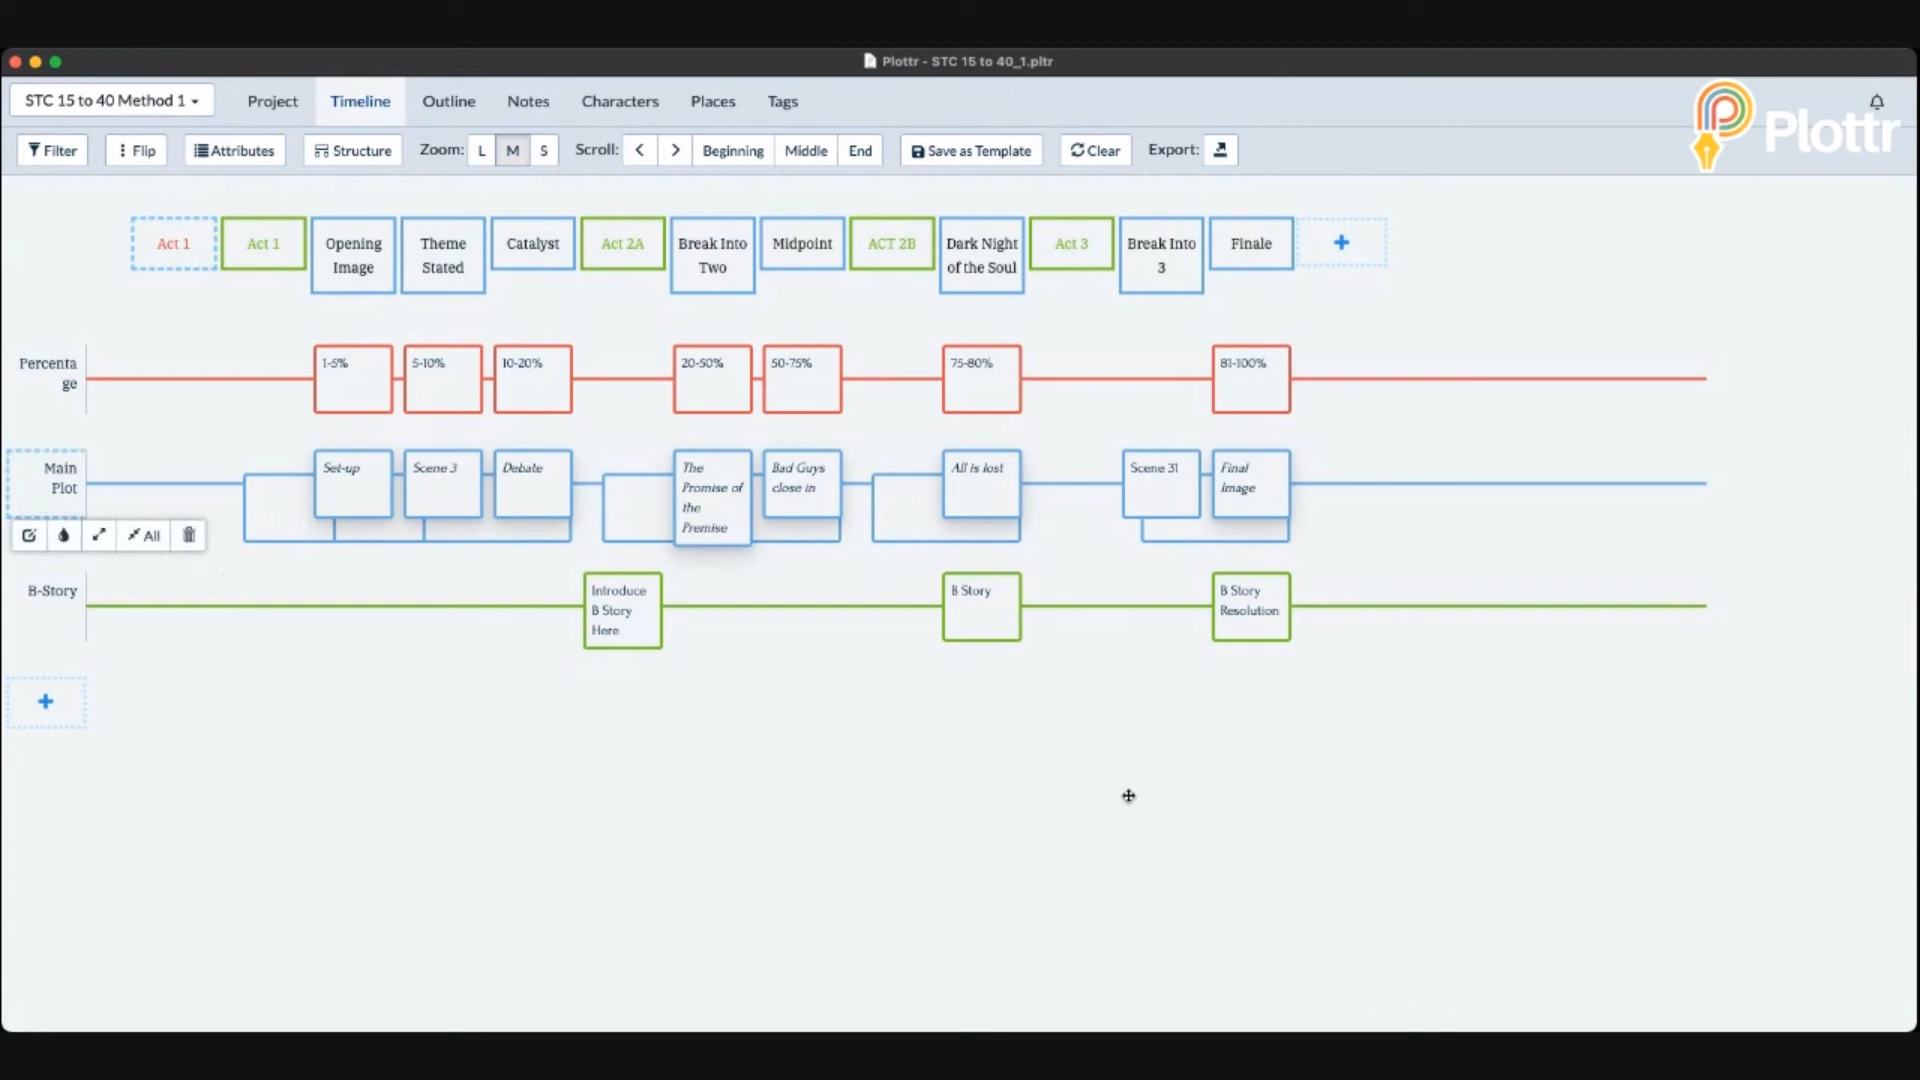 Plottr - STC 15 to 40_1.pltr
STC 15 to 40 Method 1
Project
Timeline
Outline
Notes
Characters
Places
Tags
Plottr
Filter
Flip
Attributes
Structure
Zoom:
L
M
S
Scroll:
Beginning
Middle
End
Save as Template
Clear
Export:
Act 1
Act 1
Opening
Image
Theme
Stated
Catalyst
Act 2A
Break Into
Two
Midpoint
ACT 2B
Dark Night
of the Soul
Act 3
Break Into
3
Finale
Percenta
ge
1-5%
5-10%
10-20%
20-50%
50-75%
75-80%
81-100%
Main
Plot
Set-up
Scene 3
Debate
The
Promise of
the
Premise
Bad Guys
close in
All is lost
Scene 31
Final
Image
All
B-Story
Introduce
B Story
Here
B Story
B Story
Resolution